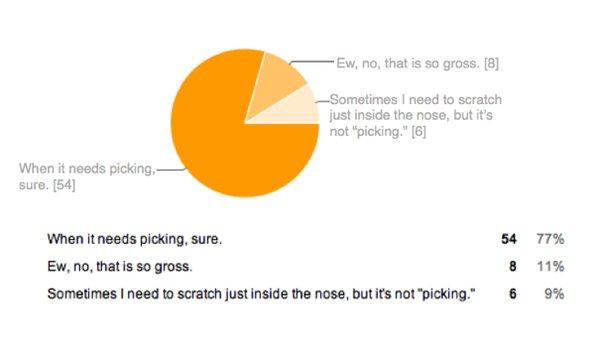 Ew, no, that is so gross. [8]
Sometimes I need to scratch
just inside the nose, but it's
not “picking.” [6]
When it needs picking,
sure. [54]
When it needs picking, sure. 54 77%
Ew, no, that is so gross. 8 11%
Sometimes I need to scratch just inside the nose, but it's not "picking." 6 9%